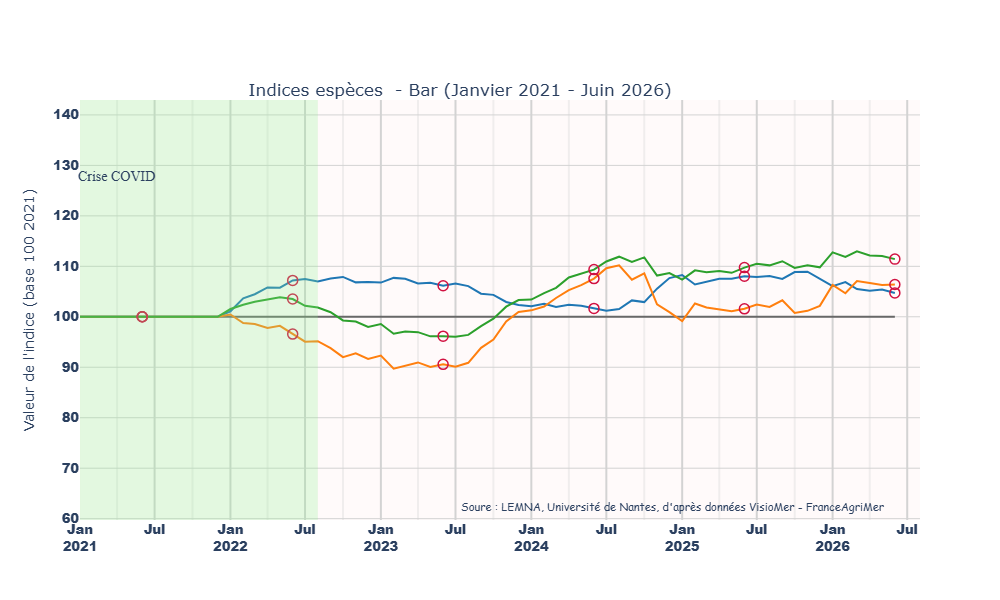 Indices espèces - Bar (Janvier 2021 - Juin 2026)
Valeur de l'indice (base 100 2021)
140
130
120
110
100
90
80
70
60
Crise COVID
Soure : LEMNA, Université de Nantes, d'après données VisioMer - FranceAgriMer
Jan Jul Jan Jul Jan Jul Jan Jul Jan Jul Jan Jul
2021 2022 2023 2024 2025 2026